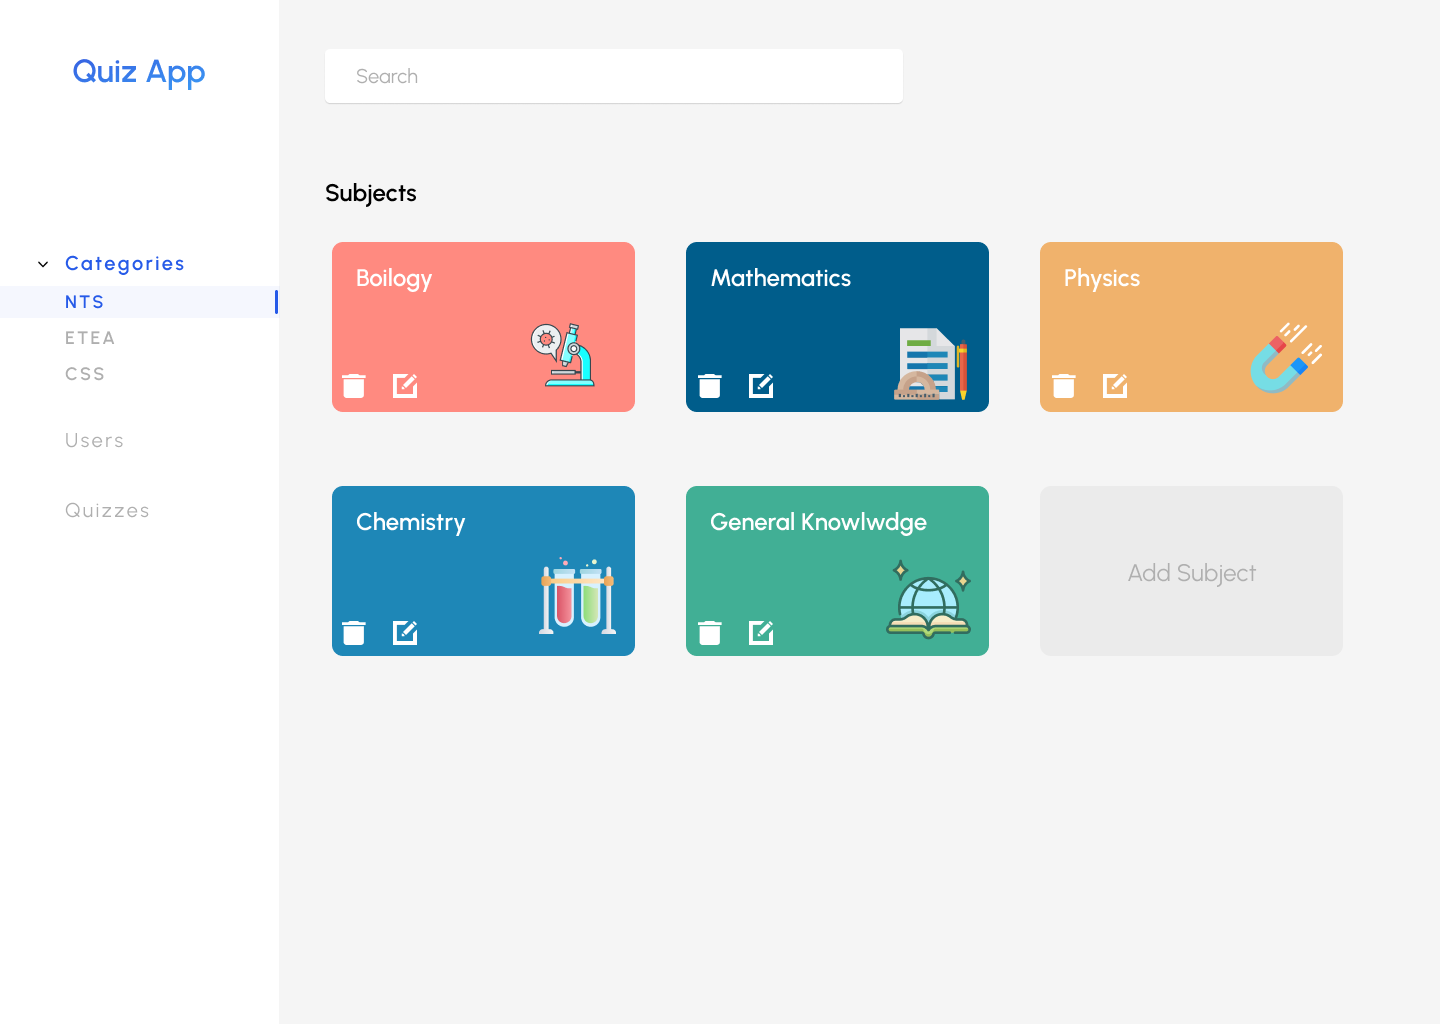 Quiz App
Search
Subjects
Categories
NTS
ETEA
CSS
Users
Quizzes
Boilogy
Mathematics
Physics
Chemistry
General Knowlwdge
Add Subject